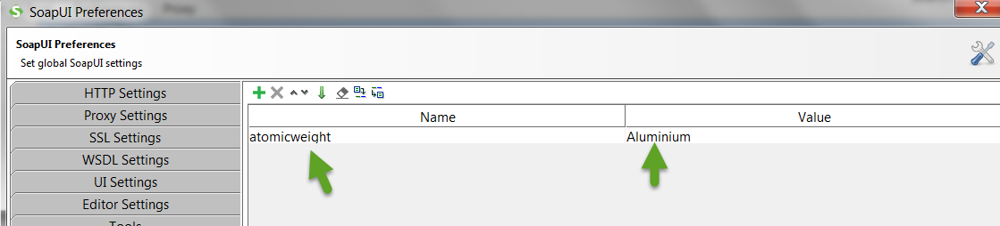 SoapUI Preferences
Proxy
SoapUI Preferences
Set global SoapUI settings
HTTP Settings
Proxy Settings
SSL Settings
WSDL Settings
UI Settings
Editor Settings
Tools
Name Value
atomicweight Aluminium